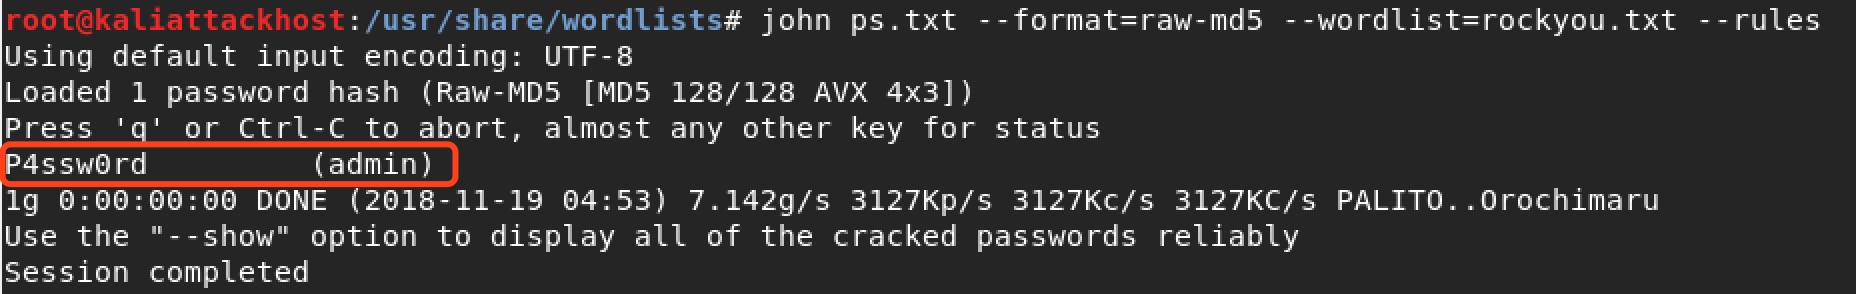 root@kaliattackhost:/usr/share/wordlists# john ps.txt --format=raw-md5 --wordlist=rockyou.txt --rules
Using default input encoding: UTF-8
Loaded 1 password hash (Raw-MD5 [MD5 128/128 AVX 4x3])
Press 'q' or Ctrl-C to abort, almost any other key for status
P4ssw0rd         (admin)
1g 0:00:00:00 DONE (2018-11-19 04:53) 7.142g/s 3127Kp/s 3127Kc/s 3127KC/s PALITO..Orochimaru
Use the "--show" option to display all of the cracked passwords reliably
Session completed